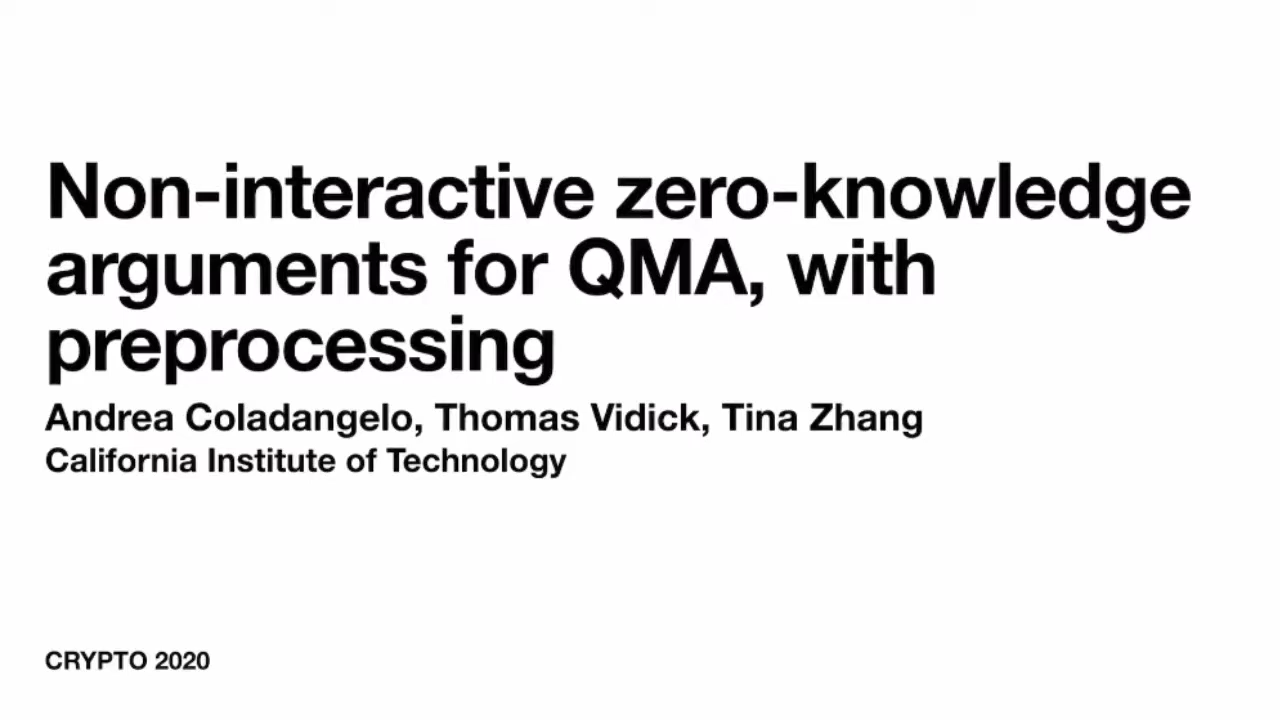 Non-interactive zero-knowledge
arguments for QMA, with
preprocessing
Andrea Coladangelo, Thomas Vidick, Tina Zhang
California Institute of Technology
CRYPTO 2020